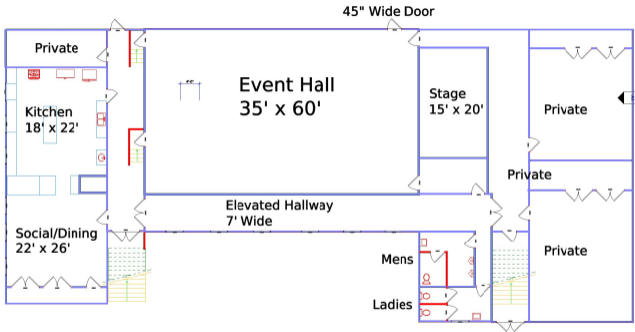 45" Wide Door
Private
Event Hall
35' x 60'
Stage
15' x 20'
Kitchen
18' x 22'
Private
Private
Elevated Hallway
7' Wide
Social/Dining
22' x 26'
Private
Mens
Ladies